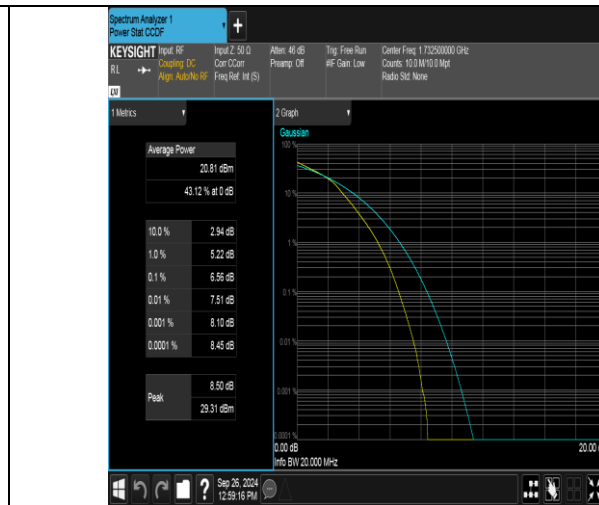 Spectrum Analyzer 1
Power Stat CCDF
+
KEYSIGHT Input: RF Input Z: 50 Ω Atten: 46 dB Trig: Free Run Center Freq: 1.732500000 GHz
RL Coupling: DC Corr CCorr Preamp: Off #IF Gain: Low Counts: 10.0 M/10.0 Mpt
Align: Auto/No RF Freq Ref: Int (S) Radio Std: None
LXI
1 Metrics
Average Power
20.81 dBm
43.12 % at 0 dB
10.0 % 2.94 dB
1.0 % 5.22 dB
0.1 % 6.56 dB
0.01 % 7.51 dB
0.001 % 8.10 dB
0.0001 % 8.45 dB
Peak 8.50 dB
29.31 dBm
2 Graph
Gaussian
100 %
10 %
1 %
0.1 %
0.01 %
0.001 %
0.0001 %
0.00 dB 20.00
Info BW 20.000 MHz
? Sep 26, 2024
12:59:16 PM